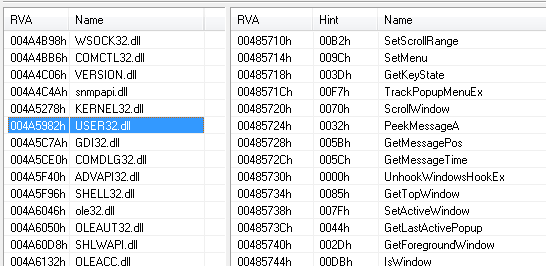 RVA Name RVA Hint Name
004A4B98h WSOCK32.dll 00485710h 00B2h SetScrollRange
004A4BB6h COMCTL32.dll 00485714h 009Ch SetMenu
004A4C06h VERSION.dll 00485718h 003Dh GetKeyState
004A4C4Ah snmpapi.dll 0048571Ch 00F7h TrackPopupMenuEx
004A5278h KERNEL32.dll 00485720h 0070h ScrollWindow
004A5982h USER32.dll 00485724h 0032h PeekMessageA
004A5C7Ah GDI32.dll 00485728h 005Bh GetMessagePos
004A5CE0h COMDLG32.dll 0048572Ch 005Ch GetMessageTime
004A5F40h ADVAPI32.dll 00485730h 0000h UnhookWindowsHookEx
004A5F96h SHELL32.dll 00485734h 0085h GetTopWindow
004A6046h ole32.dll 00485738h 007Fh SetActiveWindow
004A6050h OLEAUT32.dll 0048573Ch 0044h GetLastActivePopup
004A60D8h SHLWAPI.dll 00485740h 002Dh GetForegroundWindow
004A6132h OLEACC.dll 00485744h 00DBh IsWindow